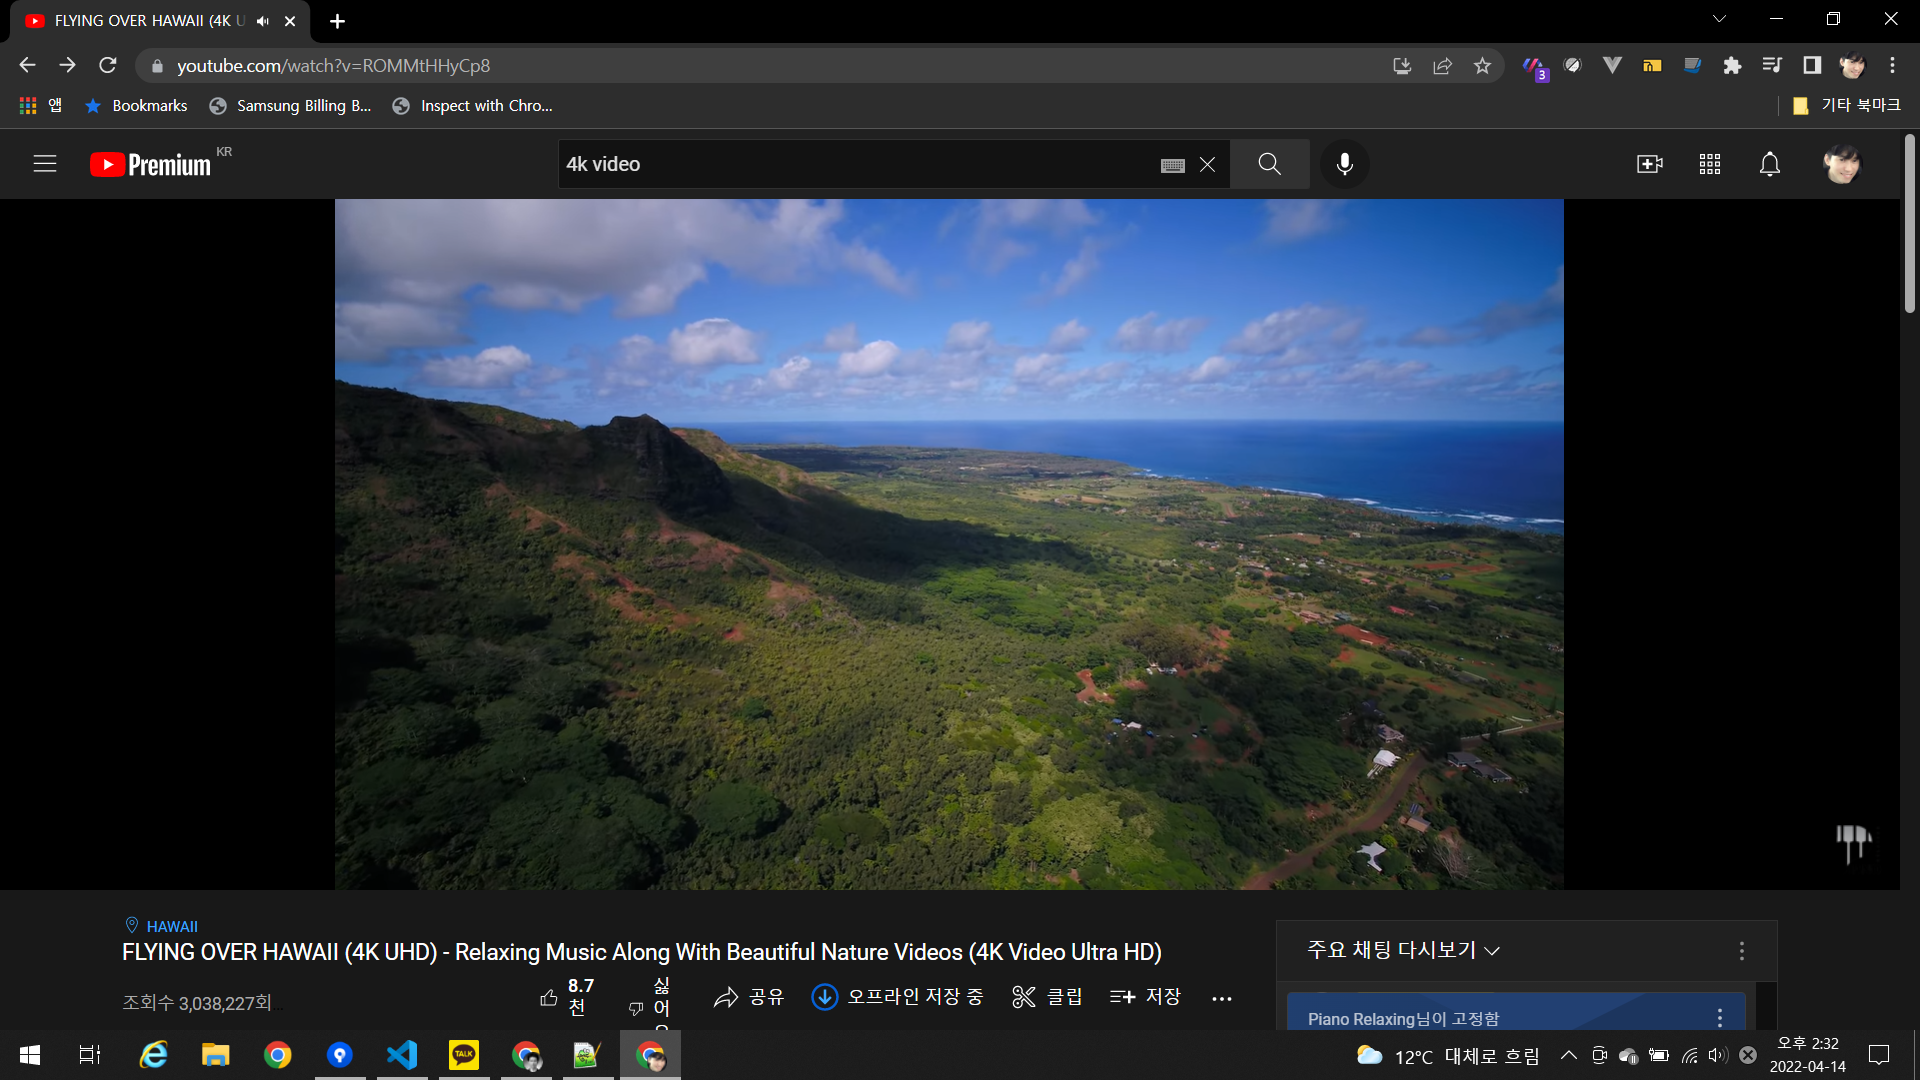 FLYING OVER HAWAII (4K U
youtube.com/watch?v=ROMMtHHyCp8
3
앱
Bookmarks
Samsung Billing B...
Inspect with Chro...
기타 북마크
Premium
KR
4k video
HAWAII
FLYING OVER HAWAII (4K UHD) - Relaxing Music Along With Beautiful Nature Videos (4K Video Ultra HD)
조회수 3,038,227회
8.7
천
싫
어
공유
오프라인 저장 중
클립
저장
주요 채팅 다시보기
Piano Relaxing님이 고정함
TALK
12°C 대체로 흐림
오후 2:32
2022-04-14